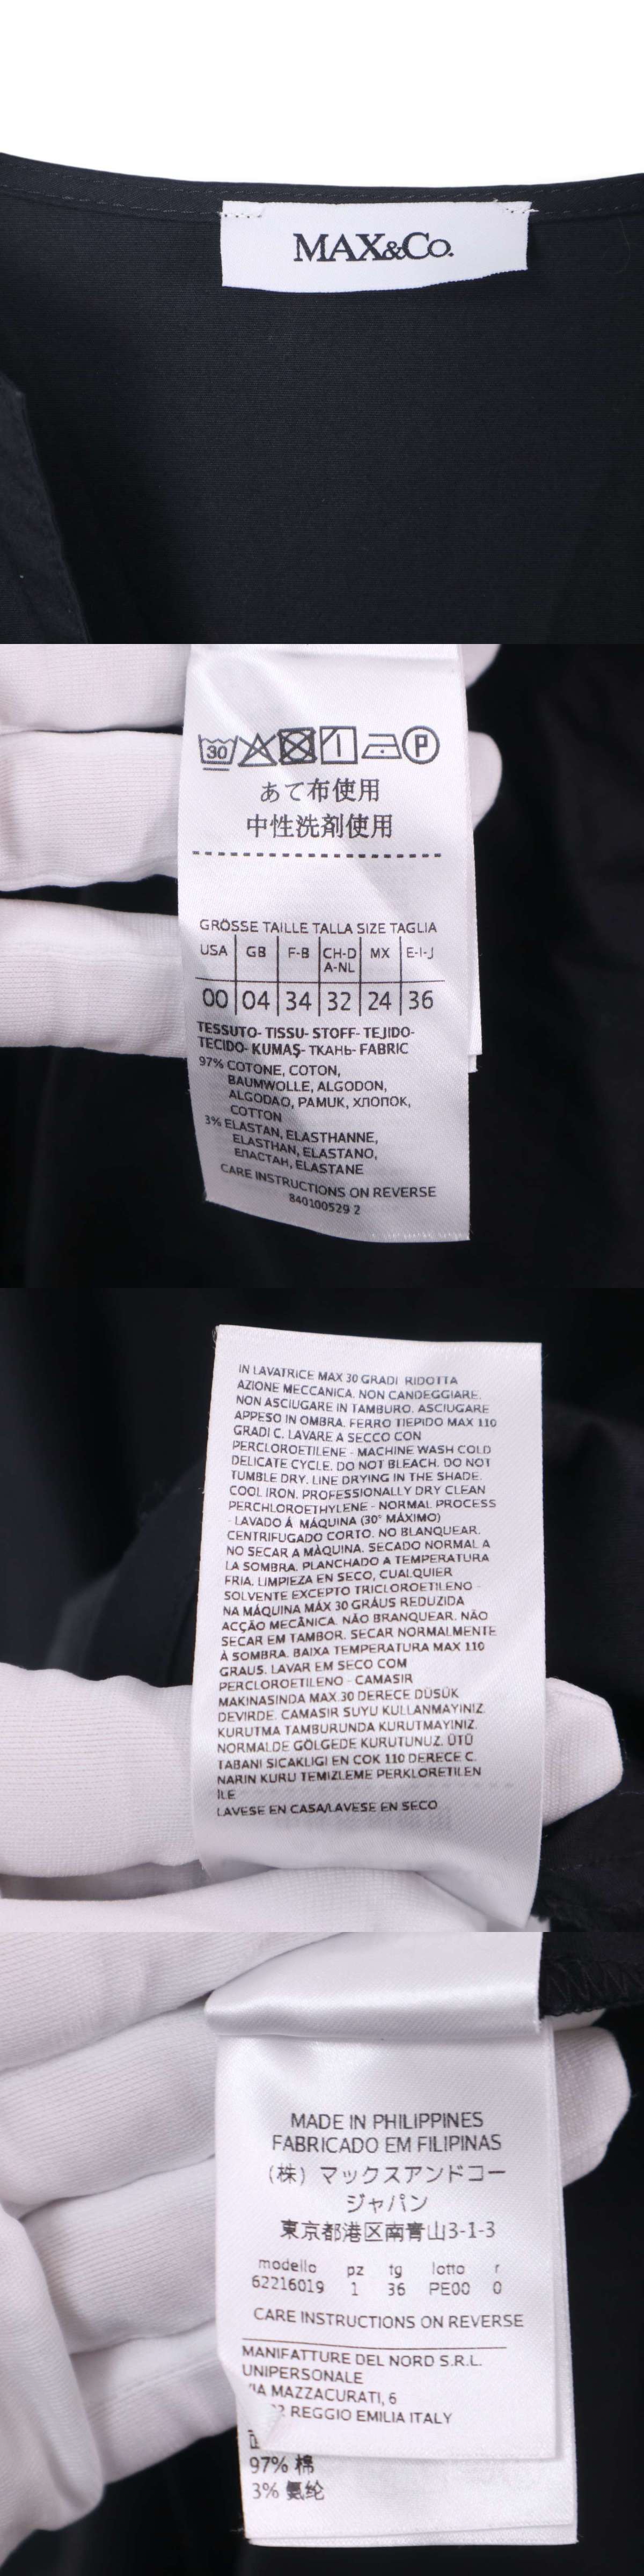 MAX&Co.
30
P
あて布使用
中性洗剤使用
GRÖSSE TAILLE TALLA SIZE TAGLIA
USA GB F-B CH-D A-NL MX E-I-J
00 04 34 32 24 36
TESSUTO- TISSU- STOFF- TEJIDO-
TECIDO- KUMAŞ- ТКАНЬ- FABRIC
97% COTONE, COTON,
BAUMWOLLE, ALGODON,
ALGODAO, PAMUK, ХЛОПОК,
COTTON
3% ELASTAN, ELASTHANNE,
ELASTHAN, ELASTANO,
ЕЛАСТАН, ELASTANE
CARE INSTRUCTIONS ON REVERSE
840100529 2
IN LAVATRICE MAX 30 GRADI RIDOTTA
AZIONE MECCANICA. NON CANDEGGIARE.
NON ASCIUGARE IN TAMBURO. ASCIUGARE
APPESO IN OMBRA. FERRO TIEPIDO MAX 110
GRADI C. LAVARE A SECCO CON
PERCLOROETILENE - MACHINE WASH COLD
DELICATE CYCLE. DO NOT BLEACH. DO NOT
TUMBLE DRY. LINE DRYING IN THE SHADE.
COOL IRON. PROFESSIONALLY DRY CLEAN
PERCHLOROETHYLENE - NORMAL PROCESS
- LAVADO Á MÁQUINA (30° MÁXIMO)
CENTRIFUGADO CORTO. NO BLANQUEAR.
NO SECAR A MÀQUINA. SECADO NORMAL A
LA SOMBRA. PLANCHADO A TEMPERATURA
FRIA. LIMPIEZA EN SECO, CUALQUIER
SOLVENTE EXCEPTO TRICLOROETILENO -
NA MÁQUINA MÁX 30 GRÁUS REDUZIDA
ACÇÃO MECÂNICA. NÃO BRANQUEAR. NÃO
SECAR EM TAMBOR. SECAR NORMALMENTE
À SOMBRA. BAIXA TEMPERATURA MAX 110
GRAUS. LAVAR EM SECO COM
PERCLOROETILENO - CAMASIR
MAKINASINDA MAX.30 DERECE DÜSÜK
DEVIRDE. CAMASIR SUYU KULLANMAYINIZ.
KURUTMA TAMBURUNDA KURUTMAYINIZ.
NORMALDE GÖLGEDE KURUTUNUZ. ÜTÜ
TABANI SICAKLIGI EN COK 110 DERECE C.
NARIN KURU TEMIZLEME PERKLORETILEN
İLE
LAVESE EN CASA/LAVESE EN SECO
MADE IN PHILIPPINES
FABRICADO EM FILIPINAS
(株) マックスアンドコー
ジャパン
東京都港区南青山3-1-3
modello pz tg lotto r
62216019 1 36 PE00 0
CARE INSTRUCTIONS ON REVERSE
MANIFATTURE DEL NORD S.R.L.
UNIPERSONALE
VIA MAZZACURATI, 6
REGGIO EMILIA ITALY
97% 棉
3% 氨纶